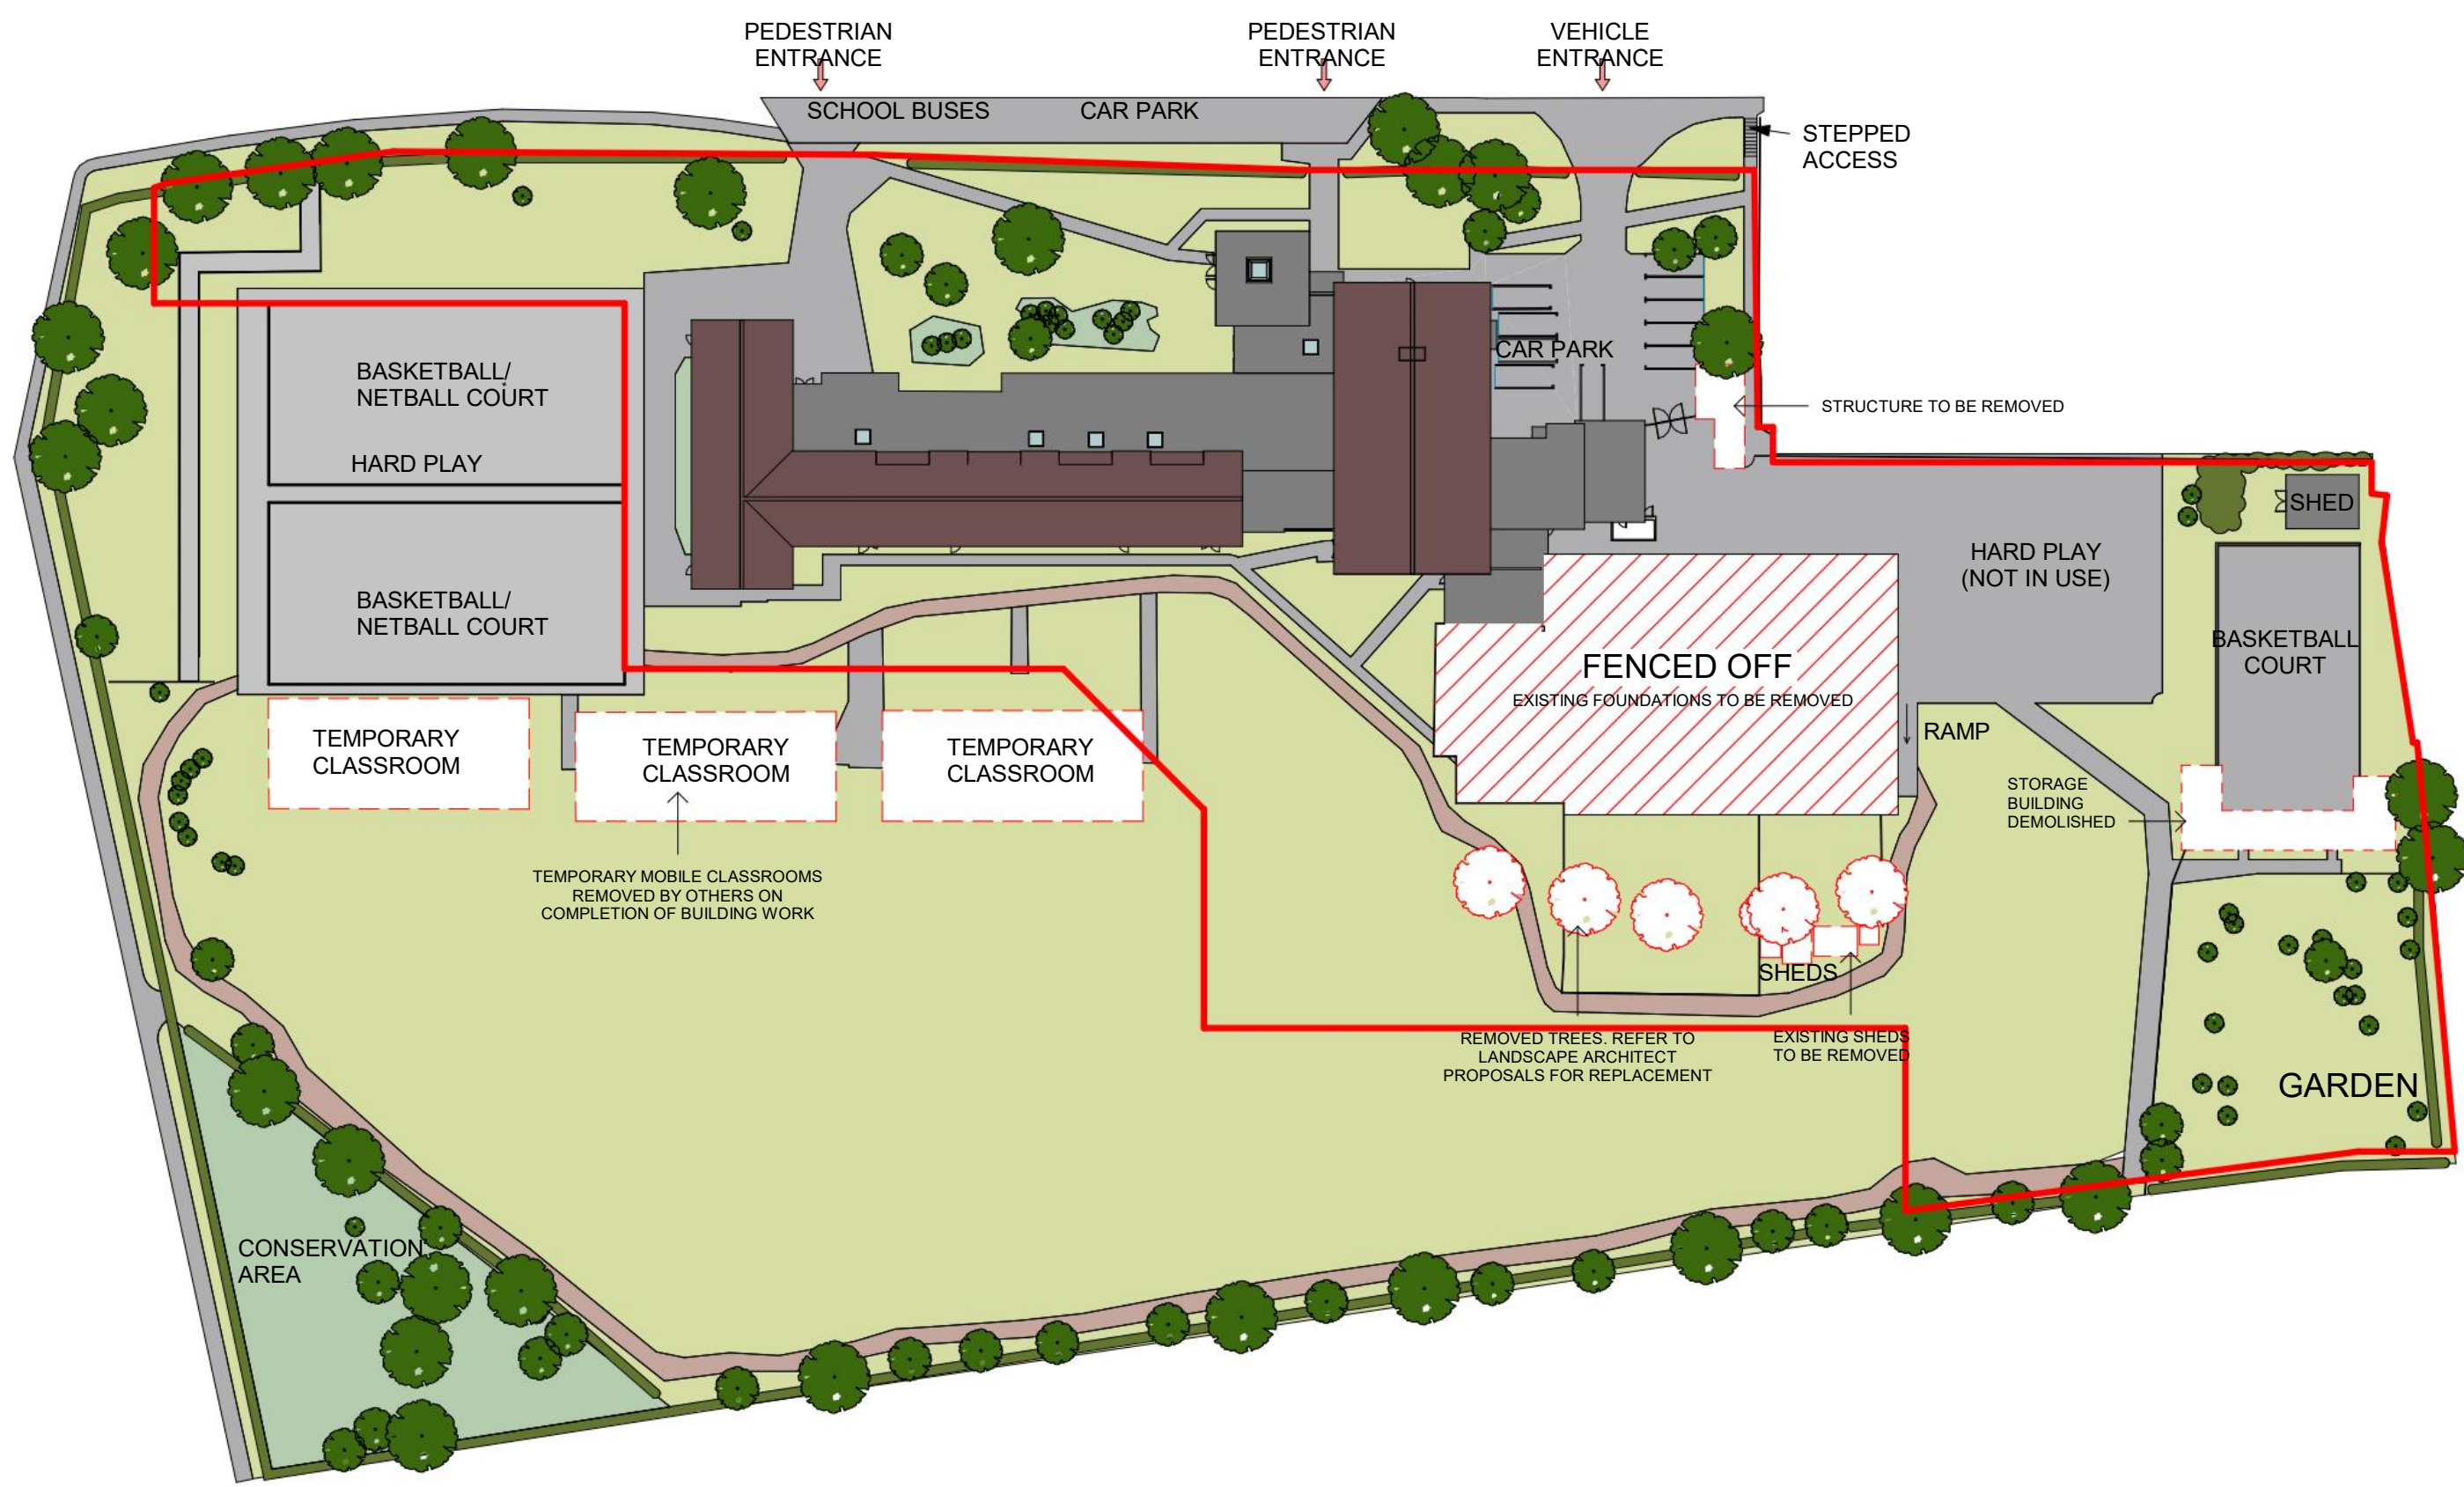 PEDESTRIAN
ENTRANCE
PEDESTRIAN
ENTRANCE
VEHICLE
ENTRANCE
SCHOOL BUSES
CAR PARK
STEPPED
ACCESS
BASKETBALL/
NETBALL COURT
HARD PLAY
BASKETBALL/
NETBALL COURT
CAR PARK
STRUCTURE TO BE REMOVED
SHED
HARD PLAY
(NOT IN USE)
BASKETBALL
COURT
FENCED OFF
EXISTING FOUNDATIONS TO BE REMOVED
RAMP
TEMPORARY
CLASSROOM
TEMPORARY
CLASSROOM
TEMPORARY
CLASSROOM
STORAGE
BUILDING
DEMOLISHED
TEMPORARY MOBILE CLASSROOMS
REMOVED BY OTHERS ON
COMPLETION OF BUILDING WORK
SHEDS
REMOVED TREES. REFER TO
LANDSCAPE ARCHITECT
PROPOSALS FOR REPLACEMENT
EXISTING SHEDS
TO BE REMOVED
GARDEN
CONSERVATION
AREA